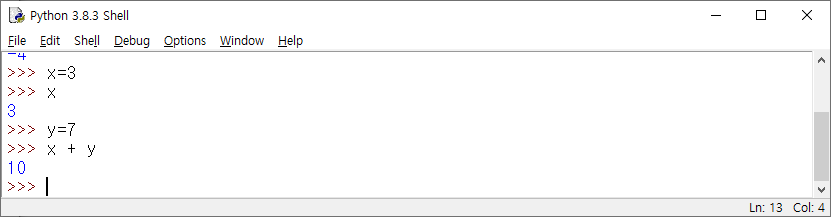 Python 3.8.3 Shell
File Edit Shell Debug Options Window Help
-4
>>> x=3
>>> x
3
>>> y=7
>>> x + y
10
>>>
Ln: 13 Col: 4